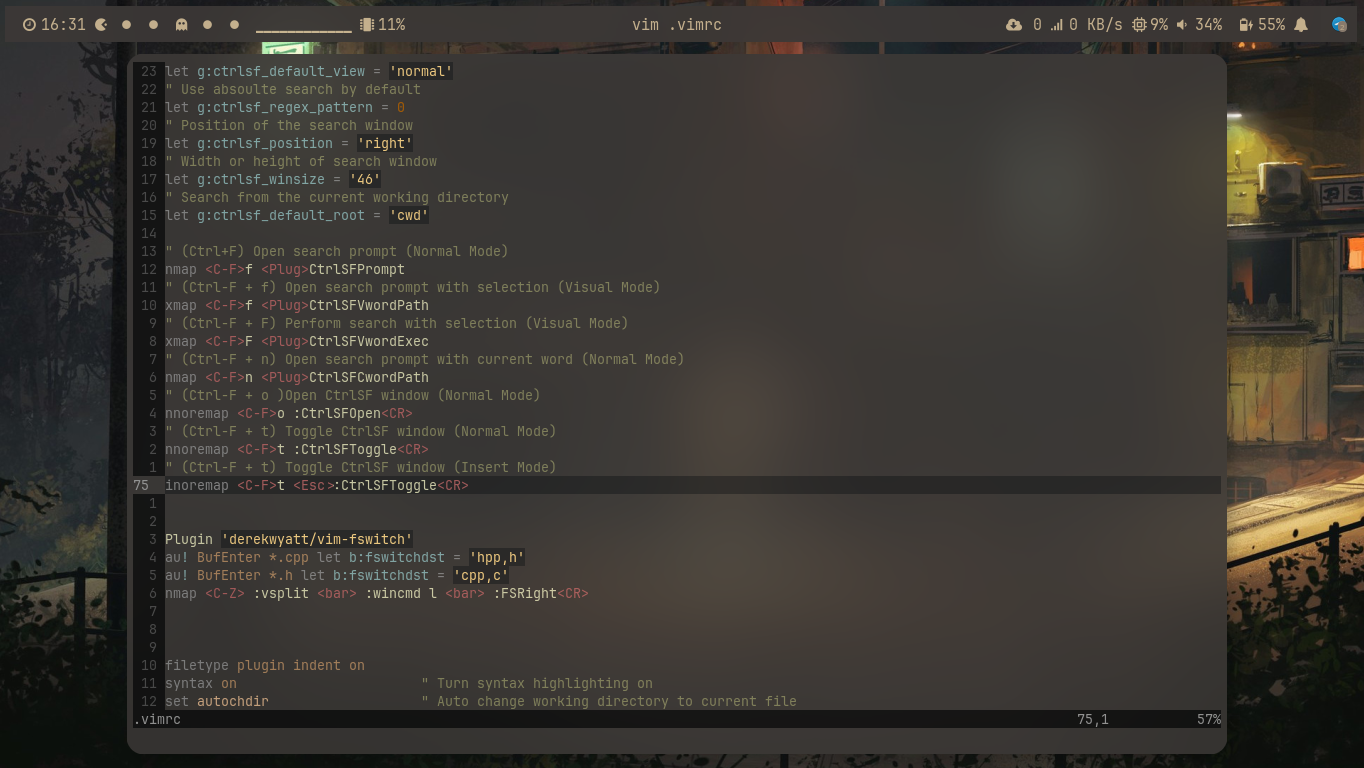 16:31 11% vim .vimrc 0 0 KB/s 9% 34% 55%
23 let g:ctrlsf_default_view = 'normal'
22 " Use absoulte search by default
21 let g:ctrlsf_regex_pattern = 0
20 " Position of the search window
19 let g:ctrlsf_position = 'right'
18 " Width or height of search window
17 let g:ctrlsf_winsize = '46'
16 " Search from the current working directory
15 let g:ctrlsf_default_root = 'cwd'
14
13 " (Ctrl+F) Open search prompt (Normal Mode)
12 nmap <C-F>f <Plug>CtrlSFPrompt
11 " (Ctrl-F + f) Open search prompt with selection (Visual Mode)
10 xmap <C-F>f <Plug>CtrlSFVwordPath
9 " (Ctrl-F + F) Perform search with selection (Visual Mode)
8 xmap <C-F>F <Plug>CtrlSFVwordExec
7 " (Ctrl-F + n) Open search prompt with current word (Normal Mode)
6 nmap <C-F>n <Plug>CtrlSFCwordPath
5 " (Ctrl-F + o )Open CtrlSF window (Normal Mode)
4 nnoremap <C-F>o :CtrlSFOpen<CR>
3 " (Ctrl-F + t) Toggle CtrlSF window (Normal Mode)
2 nnoremap <C-F>t :CtrlSFToggle<CR>
1 " (Ctrl-F + t) Toggle CtrlSF window (Insert Mode)
75 inoremap <C-F>t <Esc>:CtrlSFToggle<CR>
1
2
3 Plugin 'derekwyatt/vim-fswitch'
4 au! BufEnter *.cpp let b:fswitchdst = 'hpp,h'
5 au! BufEnter *.h let b:fswitchdst = 'cpp,c'
6 nmap <C-Z> :vsplit <bar> :wincmd l <bar> :FSRight<CR>
7
8
9
10 filetype plugin indent on
11 syntax on " Turn syntax highlighting on
12 set autochdir " Auto change working directory to current file
.vimrc 75,1 57%